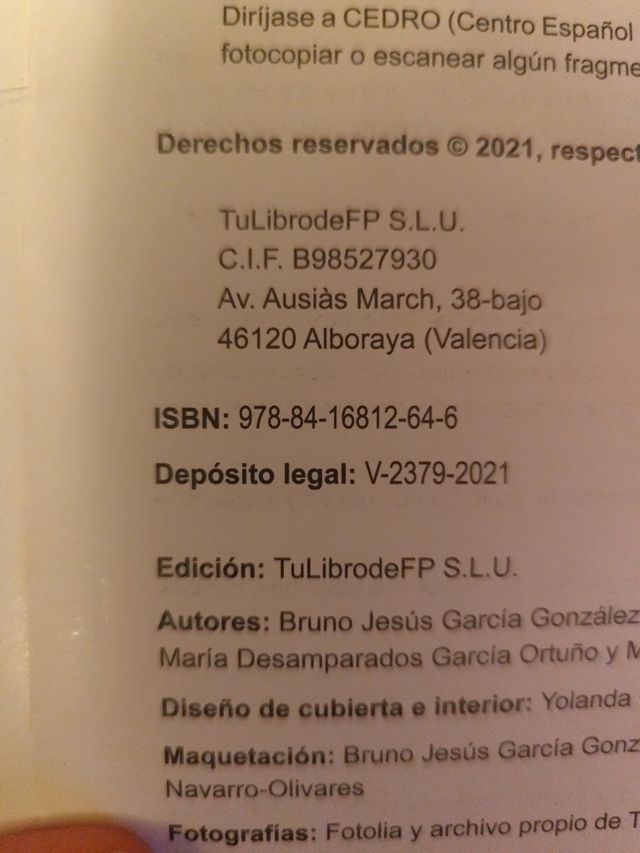 Diríjase a CEDRO (Centro Español
fotocopiar o escanear algún fragme
Derechos reservados © 2021, respect
TuLibrodeFP S.L.U.
C.I.F. B98527930
Av. Ausiàs March, 38-bajo
46120 Alboraya (Valencia)
ISBN: 978-84-16812-64-6
Depósito legal: V-2379-2021
Edición: TuLibrodeFP S.L.U.
Autores: Bruno Jesús García González
María Desamparados García Ortuño y M
Diseño de cubierta e interior: Yolanda
Maquetación: Bruno Jesús García Gonz
Navarro-Olivares
Fotografías: Fotolia y archivo propio de T